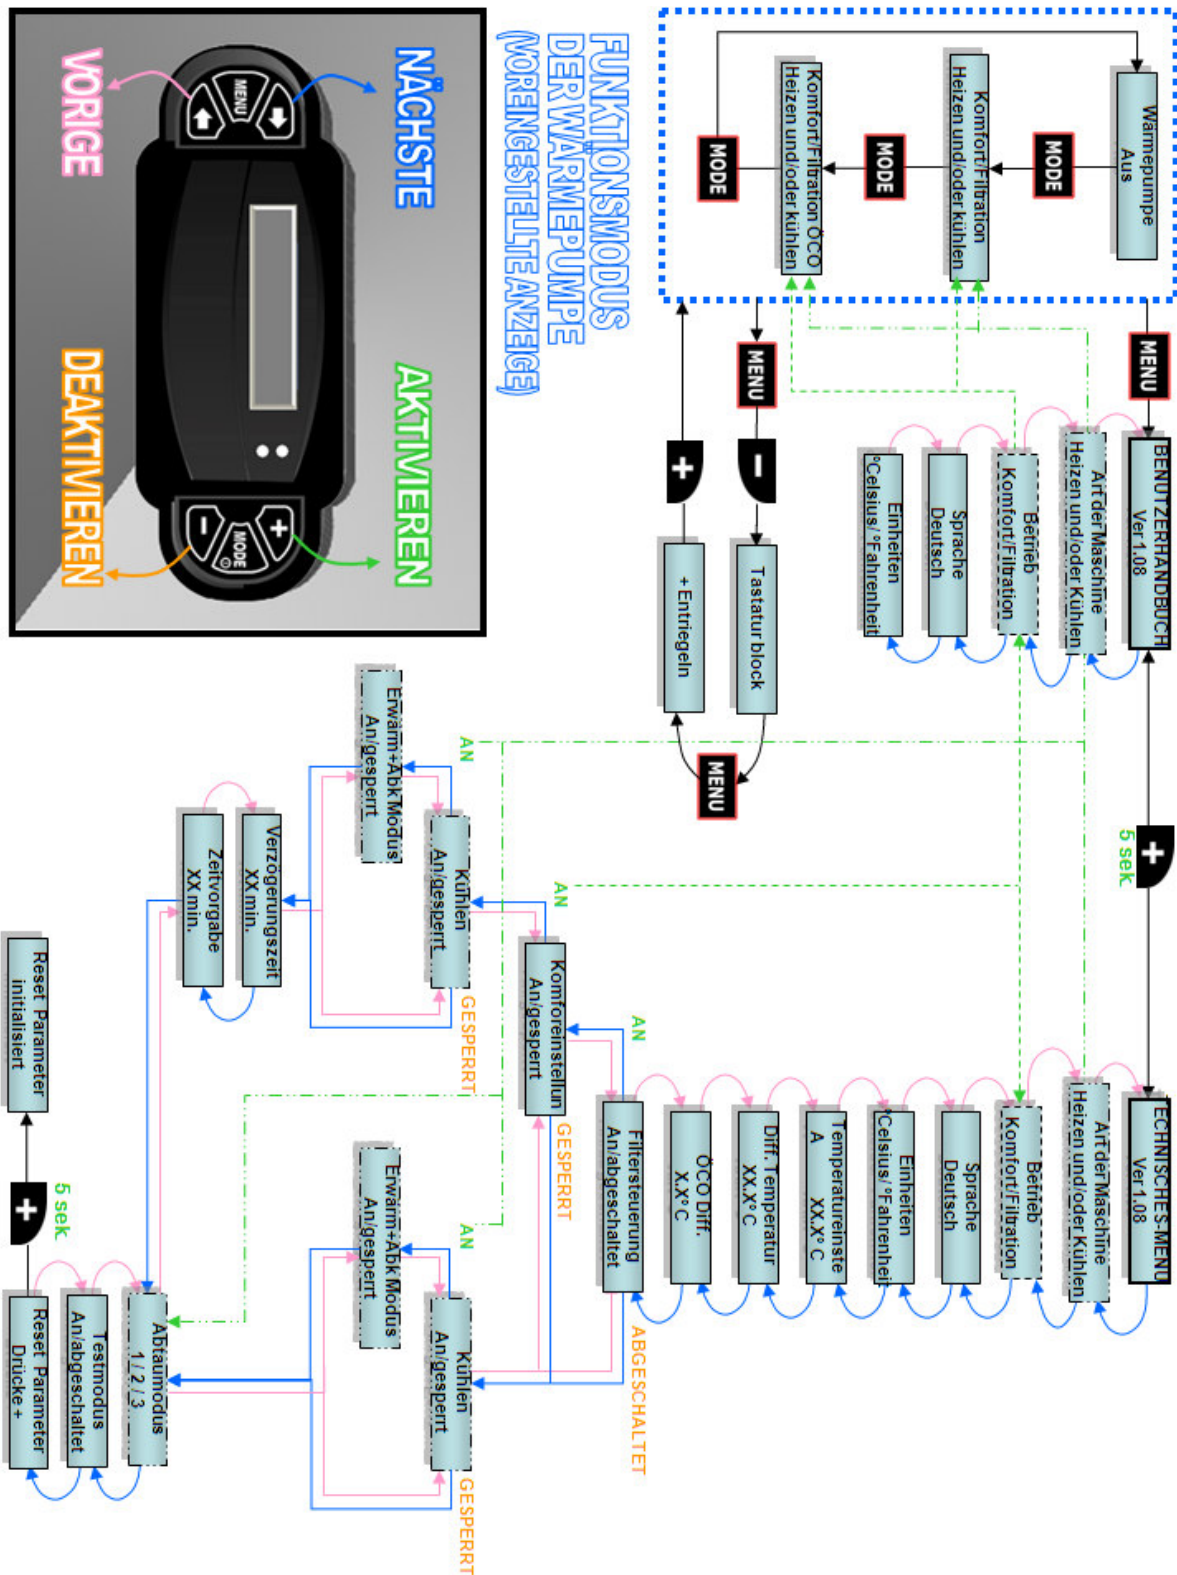 Wärmepumpe
Aus
MODE
Komfort/Filtration
Heizen und/oder kühlen
MODE
Komfort/Filtration ÖCO
Heizen und/oder kühlen
MODE
FUNKTIONSMODUS
DER WÄRMEPUMPE
(VOREINGESTELLTE ANZEIGE)
NÄCHSTE
VORIGE
MENU
AKTIVIEREN
DEAKTIVIEREN
+
MODE
-
MENU
BENUTZERHANDBUCH
Ver 1.08
Art der Maschine
Heizen und/oder Kühlen
Betrieb
Komfort/Filtration
Sprache
Deutsch
Einheiten
°Celsius/°Fahrenheit
MENU
-
Tastatur block
MENU
+ Entriegeln
+
+
5 sek.
ECHNISCHES-MENU
Ver 1.08
Art der Maschine
Heizen und/oder Kühlen
Betrieb
Komfort/Filtration
Sprache
Deutsch
Einheiten
°Celsius/°Fahrenheit
Temperatureinste
A XX.X° C
Diff. Temperatur
XX.X° C
ÖCO Diff.
X.X° C
Filtersteuerung
An/abgeschaltet
AN
ABGESCHALTET
Komforeinstellun
An/gesperrt
AN
GESPERRT
Kühlen
An/gesperrt
AN
GESPERRT
Erwärm+Abk Modus
An/gesperrt
Verzögerungszeit
XX min.
Zeitvorgabe
XX min.
Kühlen
An/gesperrt
AN
GESPERRT
Erwärm+Abk Modus
An/gesperrt
Abtaumodus
1 / 2 / 3
Testmodus
An/abgeschaltet
Reset Parameter
Drücke +
5 sek.
+
Reset Parameter
initialisiert